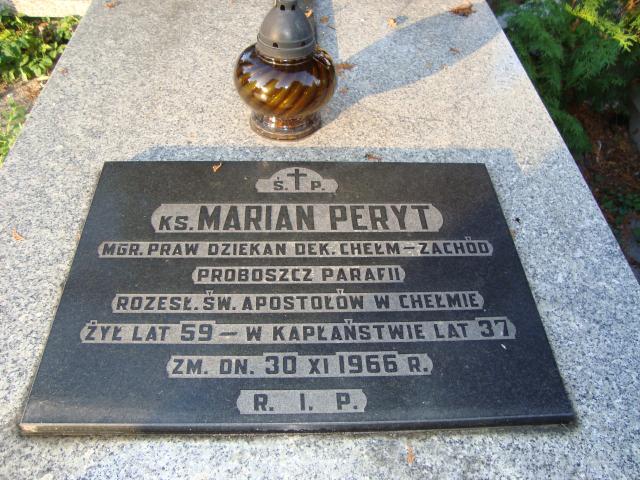 Ś. P.
KS. MARIAN PERYT
MGR. PRAW DZIEKAN DEK. CHEŁM – ZACHÓD
PROBOSZCZ PARAFII
ROZESŁ. ŚW. APOSTOŁÓW W CHEŁMIE
ŻYŁ LAT 59 – W KAPŁAŃSTWIE LAT 37
ZM. DN. 30 XI 1966 R.
R. I. P.